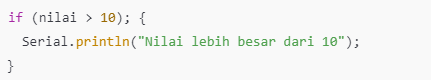 if (nilai > 10); {
  Serial.println("Nilai lebih besar dari 10");
}